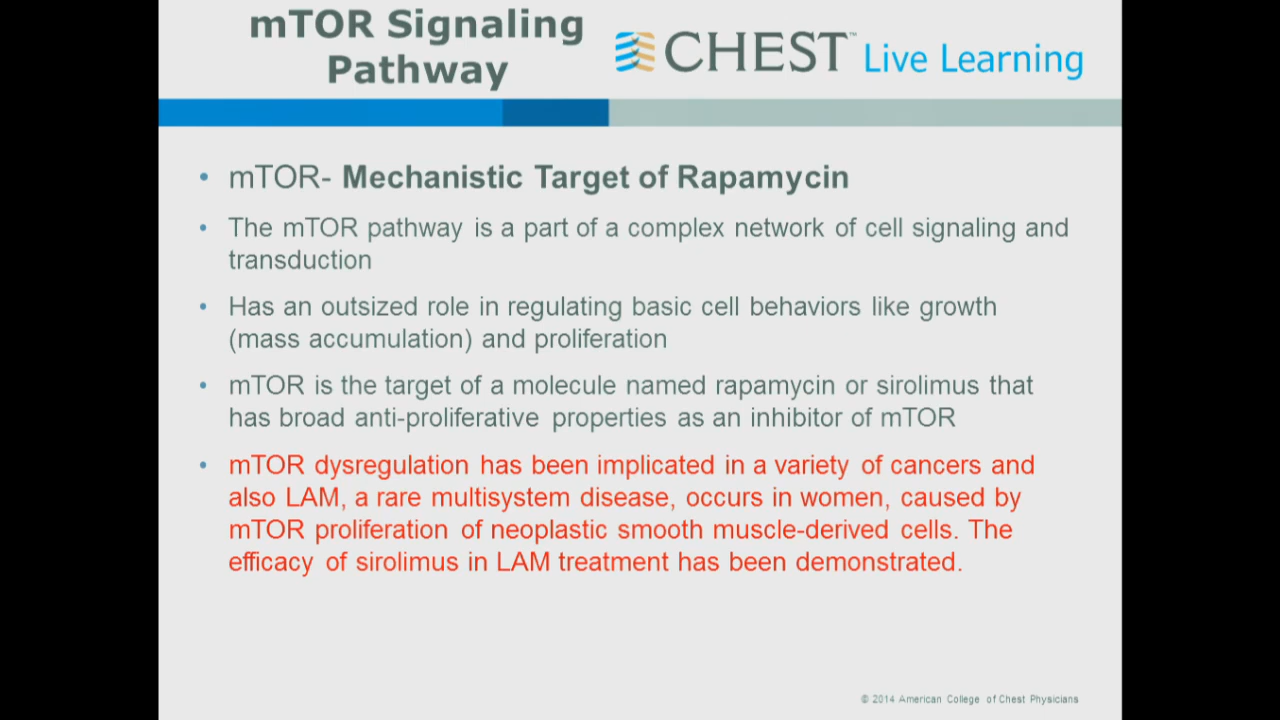 mTOR Signaling
Pathway
CHEST™ Live Learning
• mTOR- Mechanistic Target of Rapamycin
• The mTOR pathway is a part of a complex network of cell signaling and
transduction
• Has an outsized role in regulating basic cell behaviors like growth
(mass accumulation) and proliferation
• mTOR is the target of a molecule named rapamycin or sirolimus that
has broad anti-proliferative properties as an inhibitor of mTOR
• mTOR dysregulation has been implicated in a variety of cancers and
also LAM, a rare multisystem disease, occurs in women, caused by
mTOR proliferation of neoplastic smooth muscle-derived cells. The
efficacy of sirolimus in LAM treatment has been demonstrated.
© 2014 American College of Chest Physicians